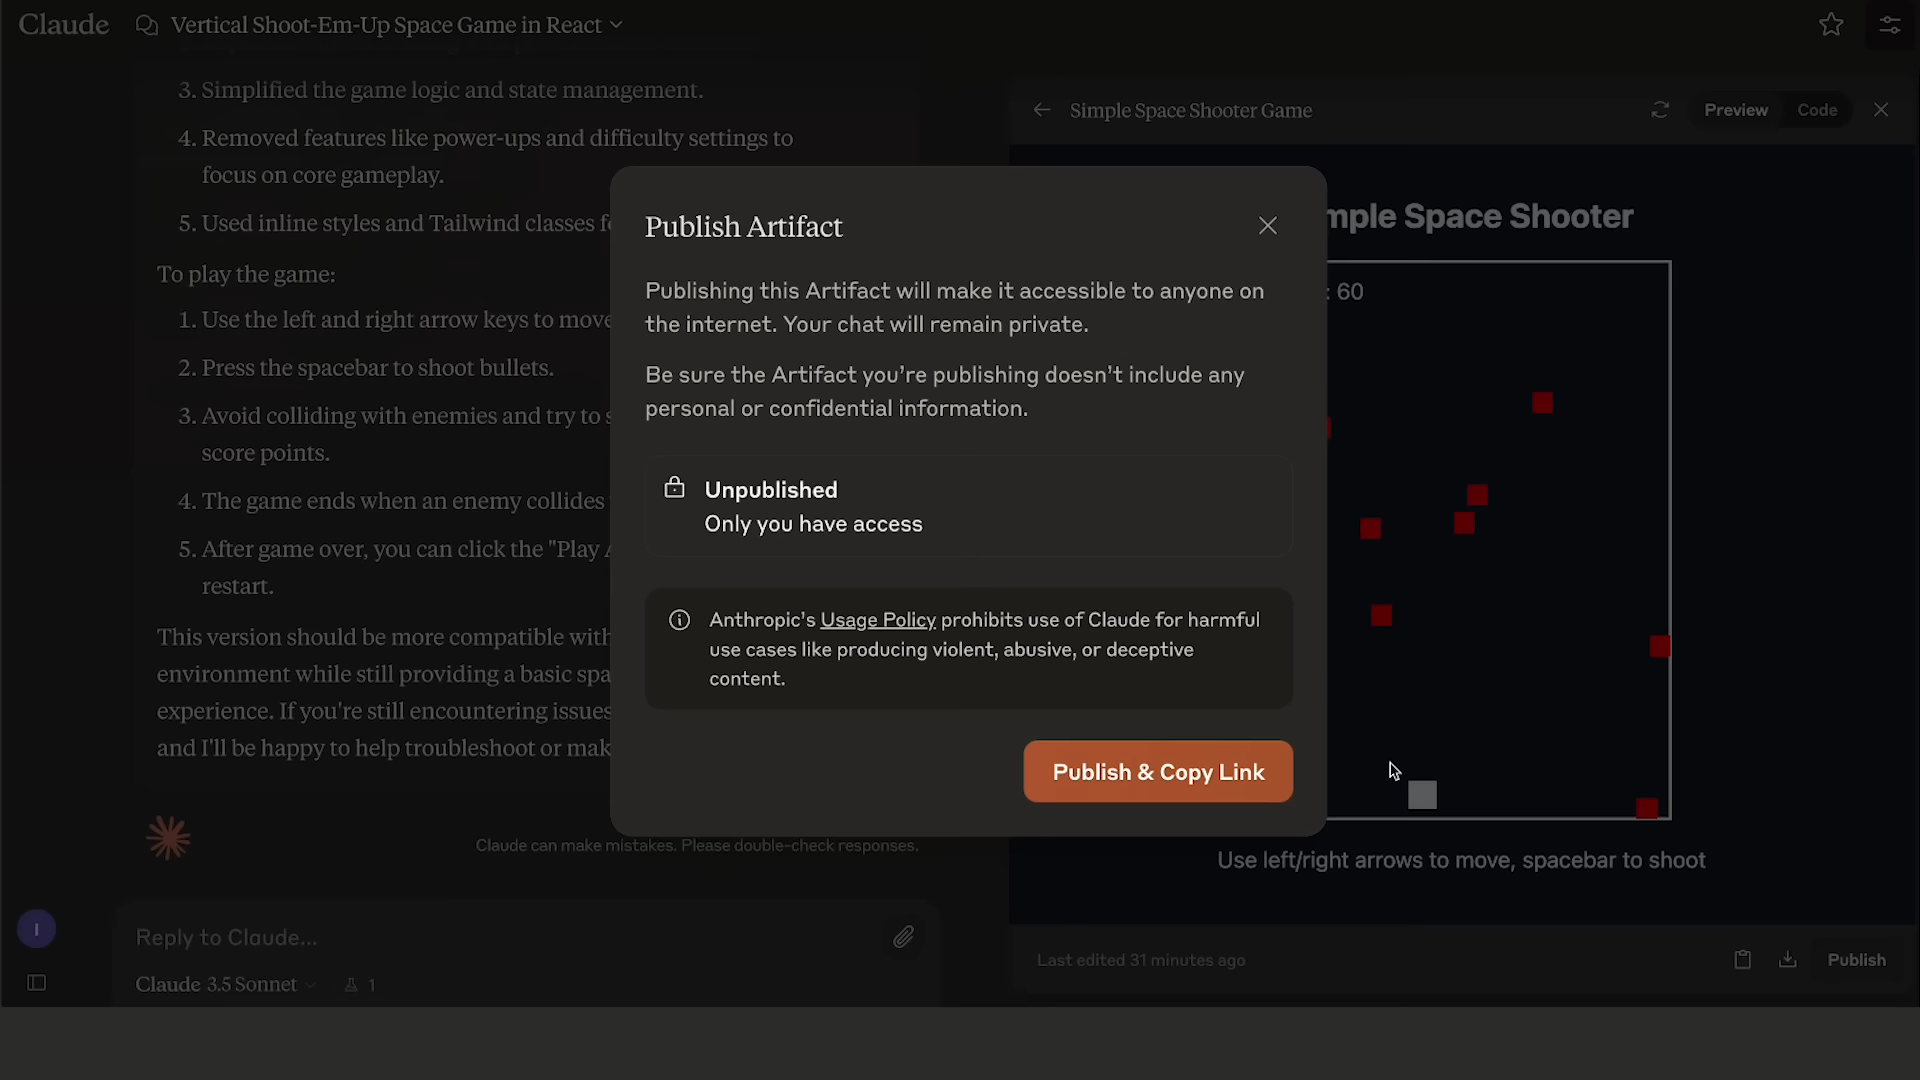 Claude
Vertical Shoot-Em-Up Space Game in React
3. Simplified the game logic and state management.
4. Removed features like power-ups and difficulty settings to
focus on core gameplay.
5. Used inline styles and Tailwind classes
To play the game:
1. Use the left and right arrow keys to move
2. Press the spacebar to shoot bullets.
3. Avoid colliding with enemies and try to
score points.
4. The game ends when an enemy collides
5. After game over, you can click the "Play
restart.
This version should be more compatible with
environment while still providing a basic
experience. If you're still encountering issues
and I'll be happy to help troubleshoot or
Claude can make mistakes. Please double-check responses.
I
Reply to Claude...
Claude 3.5 Sonnet
1
Publish Artifact
Publishing this Artifact will make it accessible to anyone on
the internet. Your chat will remain private.
Be sure the Artifact you're publishing doesn't include any
personal or confidential information.
Unpublished
Only you have access
Anthropic's Usage Policy prohibits use of Claude for harmful
use cases like producing violent, abusive, or deceptive
content.
Publish & Copy Link
Simple Space Shooter Game
Preview
Code
mple Space Shooter
: 60
Use left/right arrows to move, spacebar to shoot
Last edited 31 minutes ago
Publish